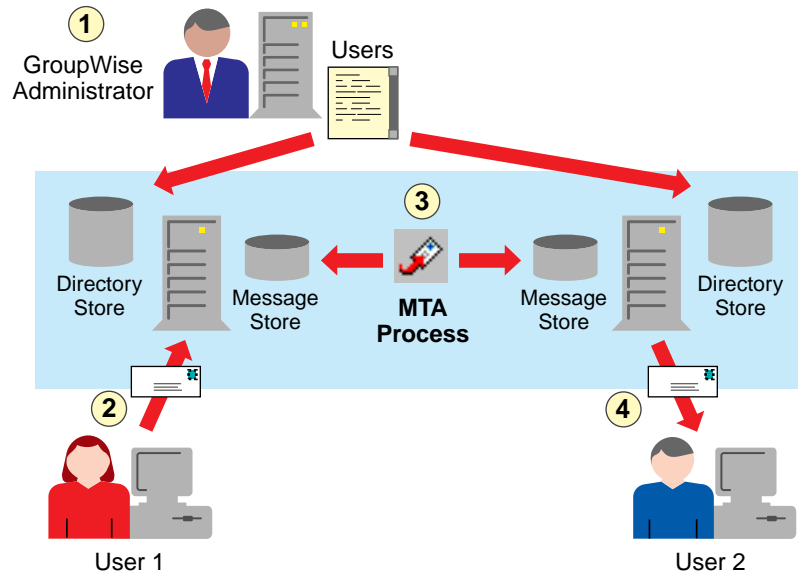 1
GroupWise
Administrator
Users
3
Directory
Store
Message
Store
MTA
Process
Message
Store
Directory
Store
2
4
User 1
User 2